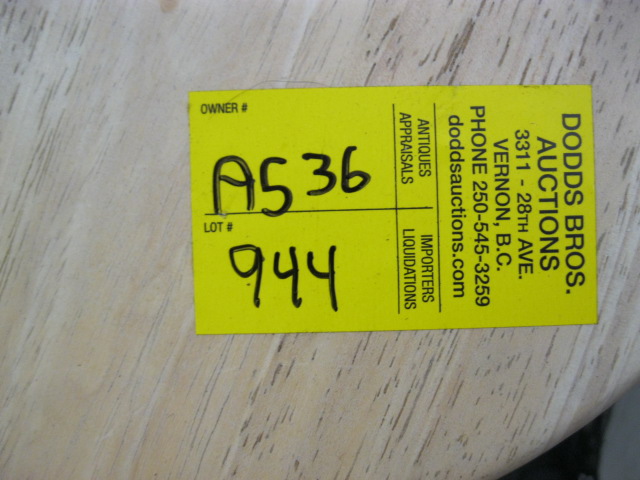 DODDS BROS.
AUCTIONS
3311 - 28TH AVE.
VERNON, B.C.
PHONE 250-545-3259
doddsauctions.com
ANTIQUES
APPRAISALS
IMPORTERS
LIQUIDATIONS
OWNER #
A536
LOT #
944